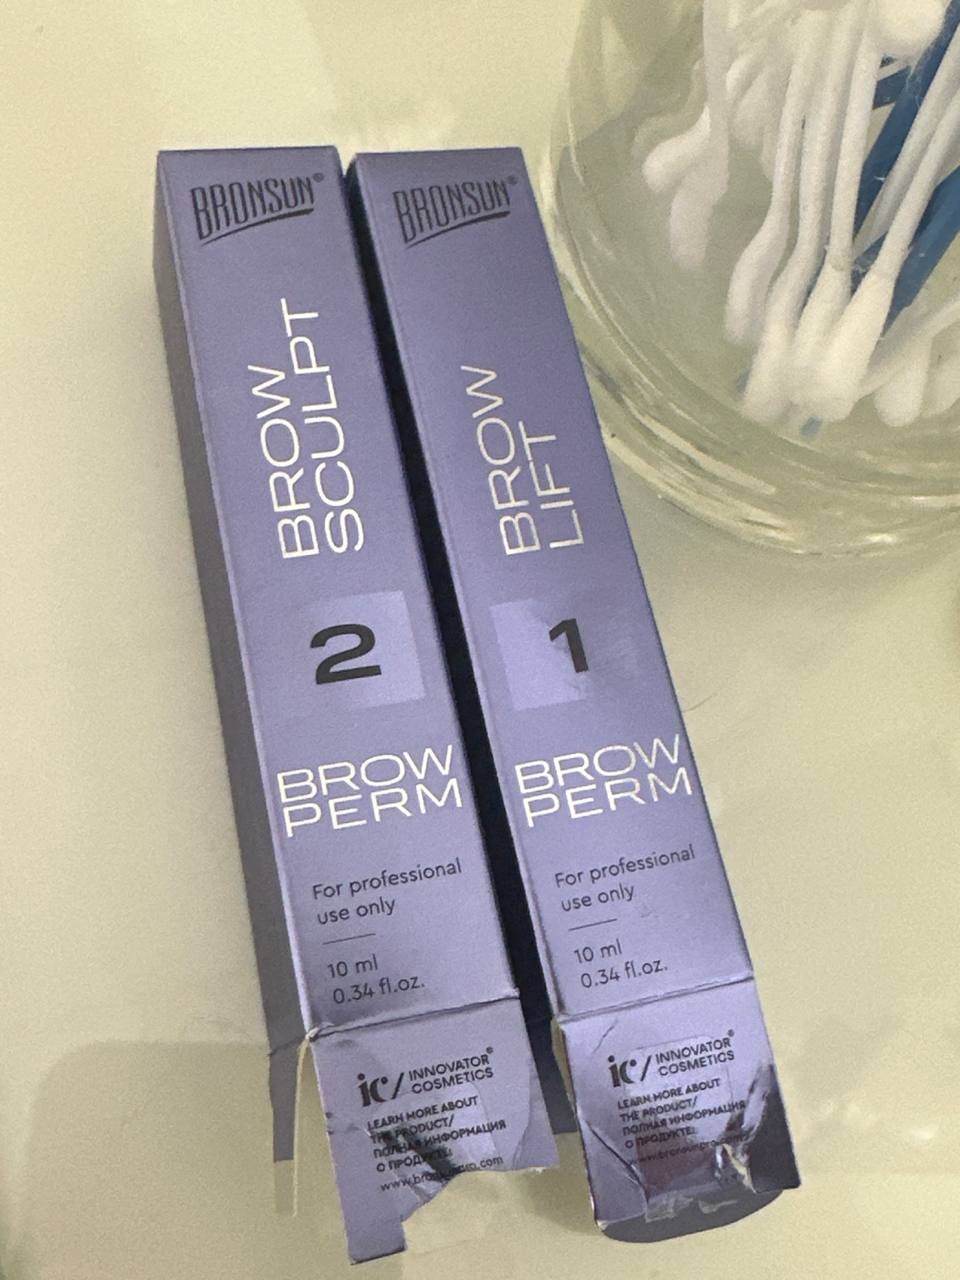 BRONSUN®
BROW
SCULPT
2
BROW
PERM
For professional
use only
10 ml
0.34 fl.oz.
ic/ INNOVATOR®
COSMETICS
LEARN MORE ABOUT
THE PRODUCT/
ПОЛНАЯ ИНФОРМАЦИЯ
О ПРОДУКТЕ:
BRONSUN®
BROW
LIFT
1
BROW
PERM
For professional
use only
10 ml
0.34 fl.oz.
ic/ INNOVATOR®
COSMETICS
LEARN MORE ABOUT
THE PRODUCT/
ПОЛНАЯ ИНФОРМАЦИЯ
О ПРОДУКТЕ: